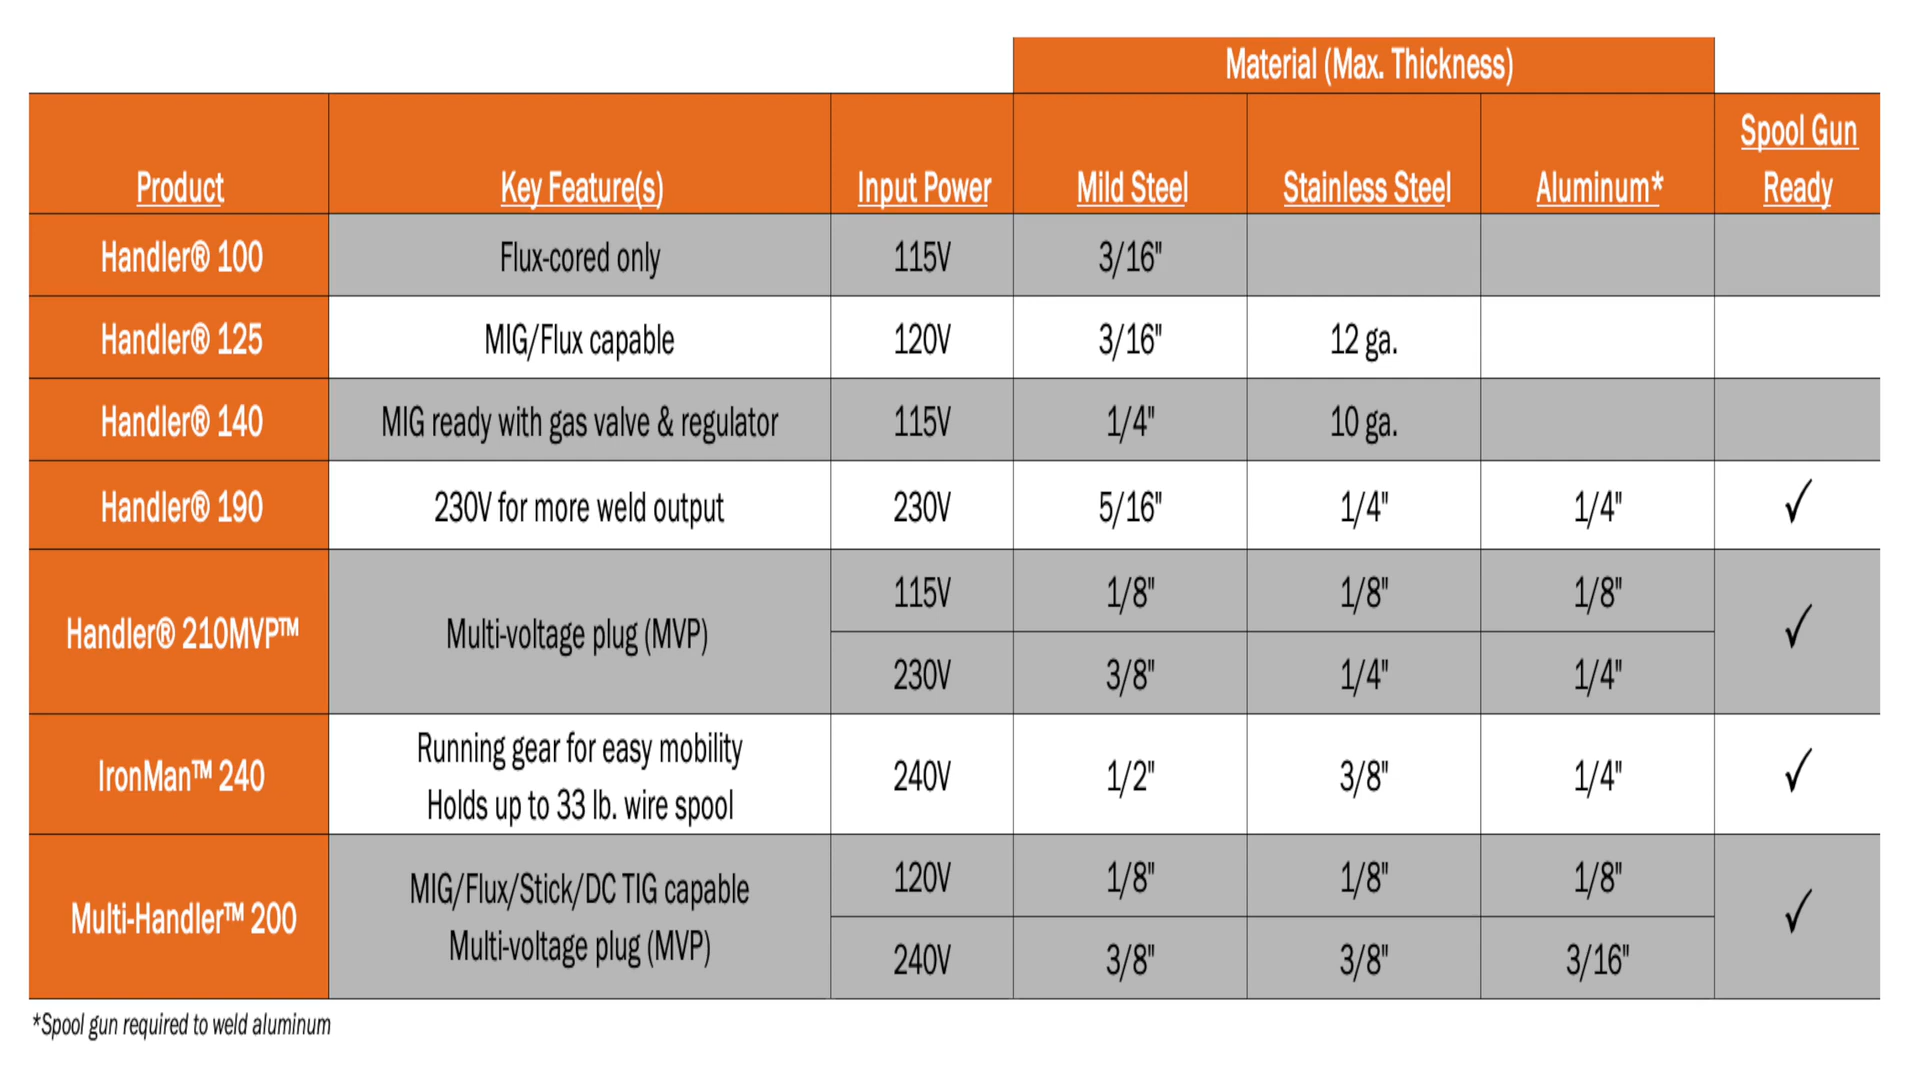 Material (Max. Thickness)
Product Key Feature(s) Input Power Mild Steel Stainless Steel Aluminum* Spool Gun Ready
Handler® 100 Flux-cored only 115V 3/16"
Handler® 125 MIG/Flux capable 120V 3/16" 12 ga.
Handler® 140 MIG ready with gas valve & regulator 115V 1/4" 10 ga.
Handler® 190 230V for more weld output 230V 5/16" 1/4" 1/4" ✓
Handler® 210MVP™ Multi-voltage plug (MVP) 115V 1/8" 1/8" 1/8" ✓
230V 3/8" 1/4" 1/4"
IronMan™ 240 Running gear for easy mobility
Holds up to 33 lb. wire spool 240V 1/2" 3/8" 1/4" ✓
Multi-Handler™ 200 MIG/Flux/Stick/DC TIG capable
Multi-voltage plug (MVP) 120V 1/8" 1/8" 1/8" ✓
240V 3/8" 3/8" 3/16"
*Spool gun required to weld aluminum